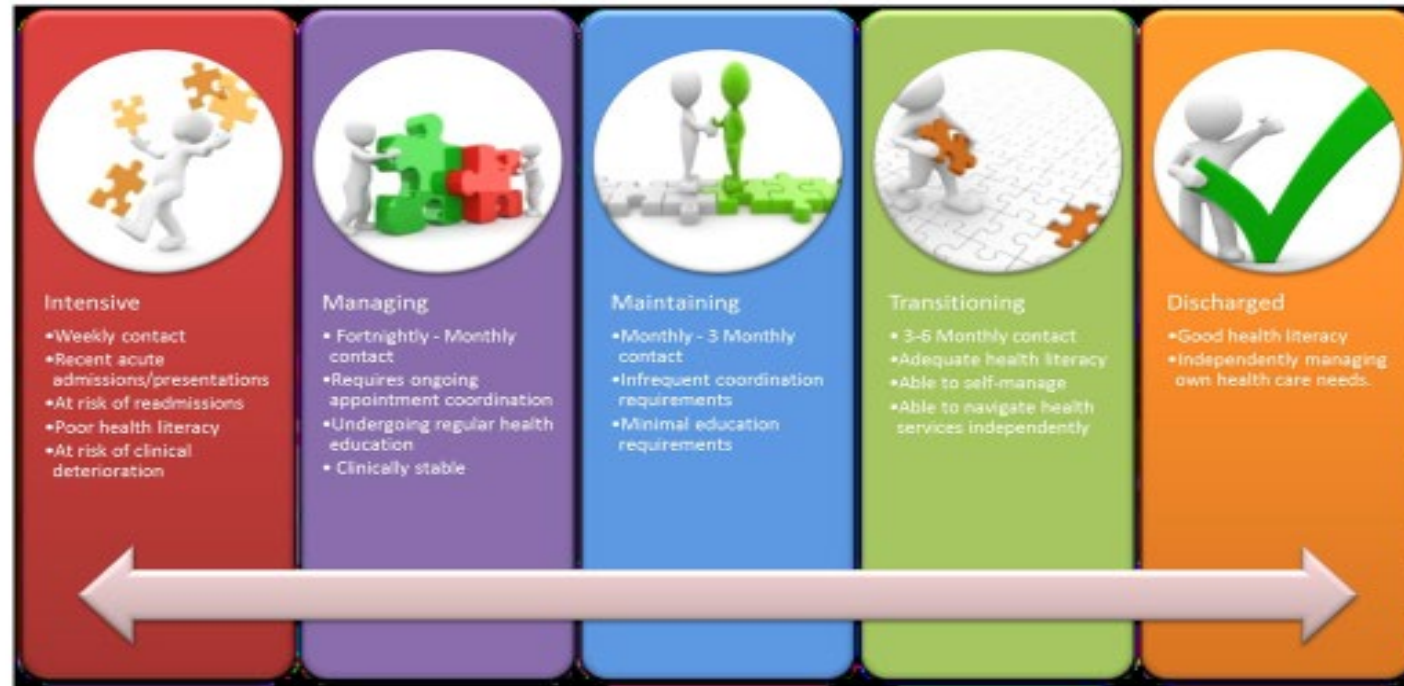 Intensive
•Weekly contact
•Recent acute
admissions/presentations
•At risk of readmissions
•Poor health literacy
•At risk of clinical
deterioration
Managing
• Fortnightly - Monthly
contact
•Requires ongoing
appointment coordination
•Undergoing regular health
education
• Clinically stable
Maintaining
•Monthly - 3 Monthly
contact
•Infrequent coordination
requirements
•Minimal education
requirements
Transitioning
• 3-6 Monthly contact
•Adequate health literacy
•Able to self-manage
•Able to navigate health
services independently
Discharged
•Good health literacy
•Independently managing
own health care needs.